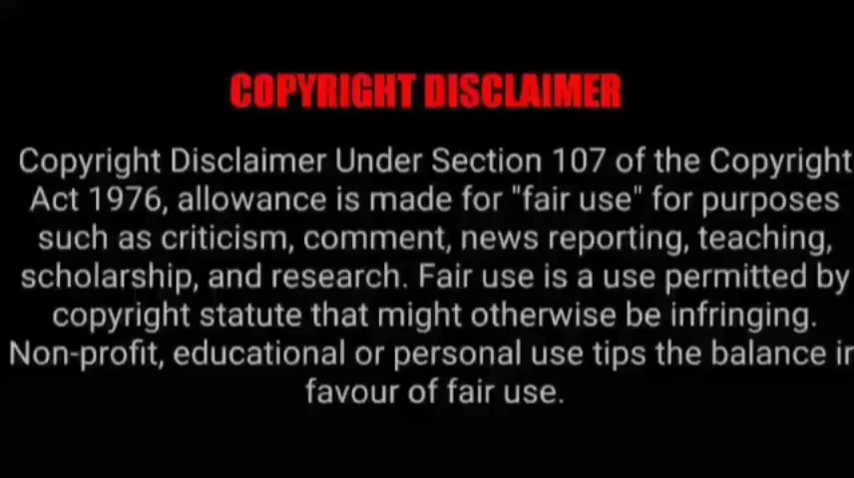 COPYRIGHT DISCLAIMER
Copyright Disclaimer Under Section 107 of the Copyright
Act 1976, allowance is made for "fair use" for purposes
such as criticism, comment, news reporting, teaching,
scholarship, and research. Fair use is a use permitted by
copyright statute that might otherwise be infringing.
Non-profit, educational or personal use tips the balance in
favour of fair use.